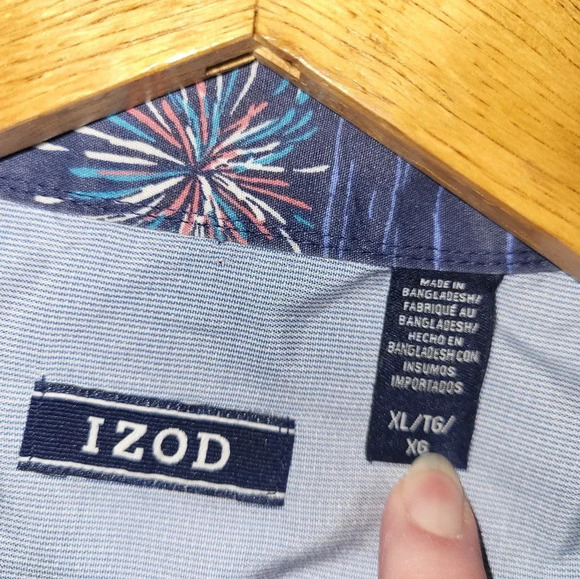 IZOD
MADE IN
BANGLADESH/
FABRIQUÉ AU
BANGLADESH/
HECHO EN
BANGLADESH CON
INSUMOS
IMPORTADOS
XL/TG/
XG